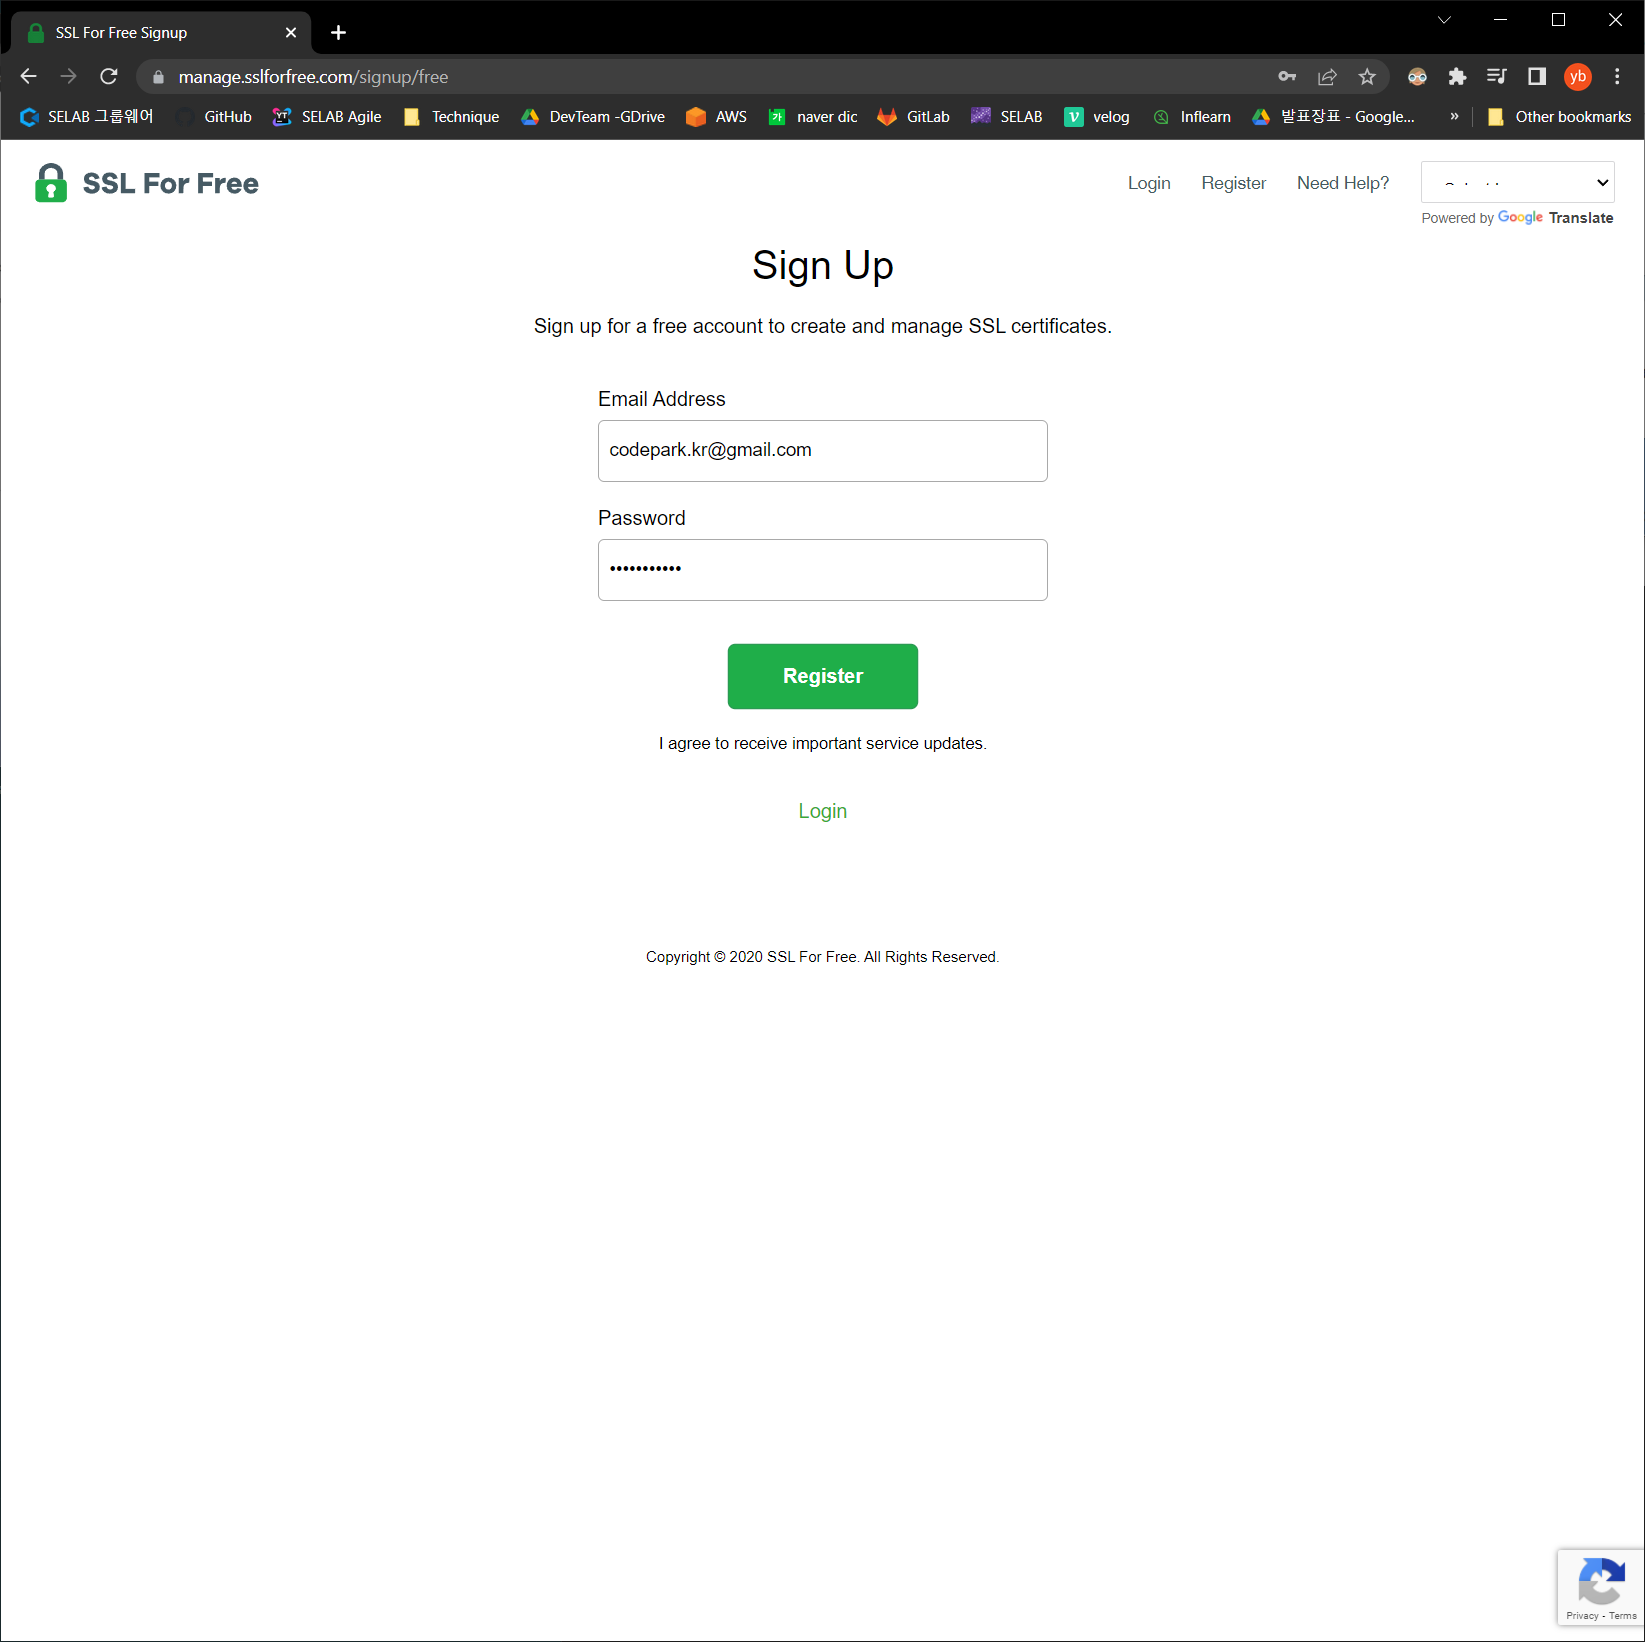 SSL For Free Signup
manage.sslforfree.com/signup/free
yb
SELAB 그룹웨어 GitHub SELAB Agile Technique DevTeam -GDrive AWS naver dic GitLab SELAB velog Inflearn 발표장표 - Google... » Other bookmarks
SSL For Free
Login Register Need Help?
Powered by Google Translate
Sign Up
Sign up for a free account to create and manage SSL certificates.
Email Address
codepark.kr@gmail.com
Password
•••••••••••
Register
I agree to receive important service updates.
Login
Copyright © 2020 SSL For Free. All Rights Reserved.
Privacy - Terms